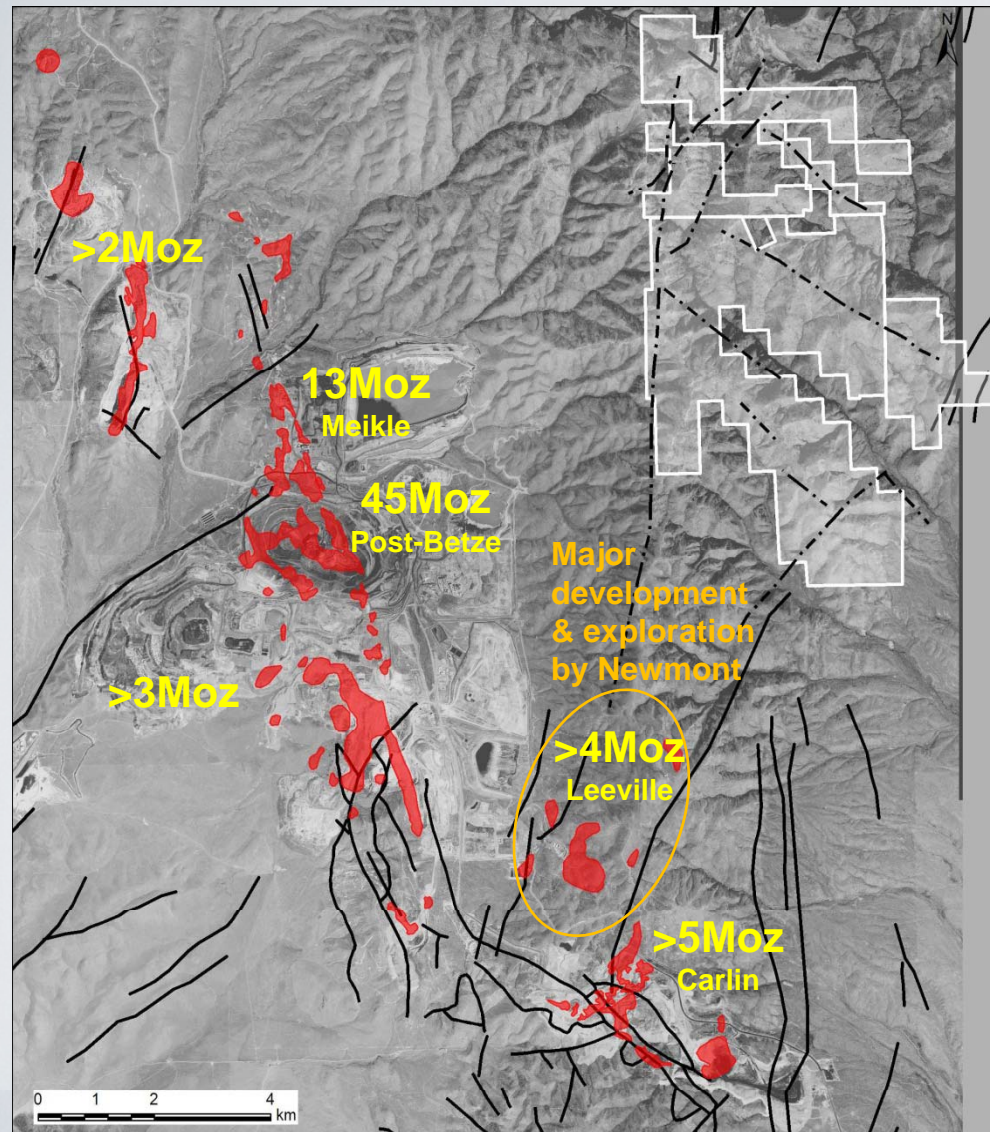 N
>2Moz
13Moz
Meikle
45Moz
Post-Betze
Major
development
& exploration
by Newmont
>3Moz
>4Moz
Leeville
>5Moz
Carlin
0 1 2 4
km